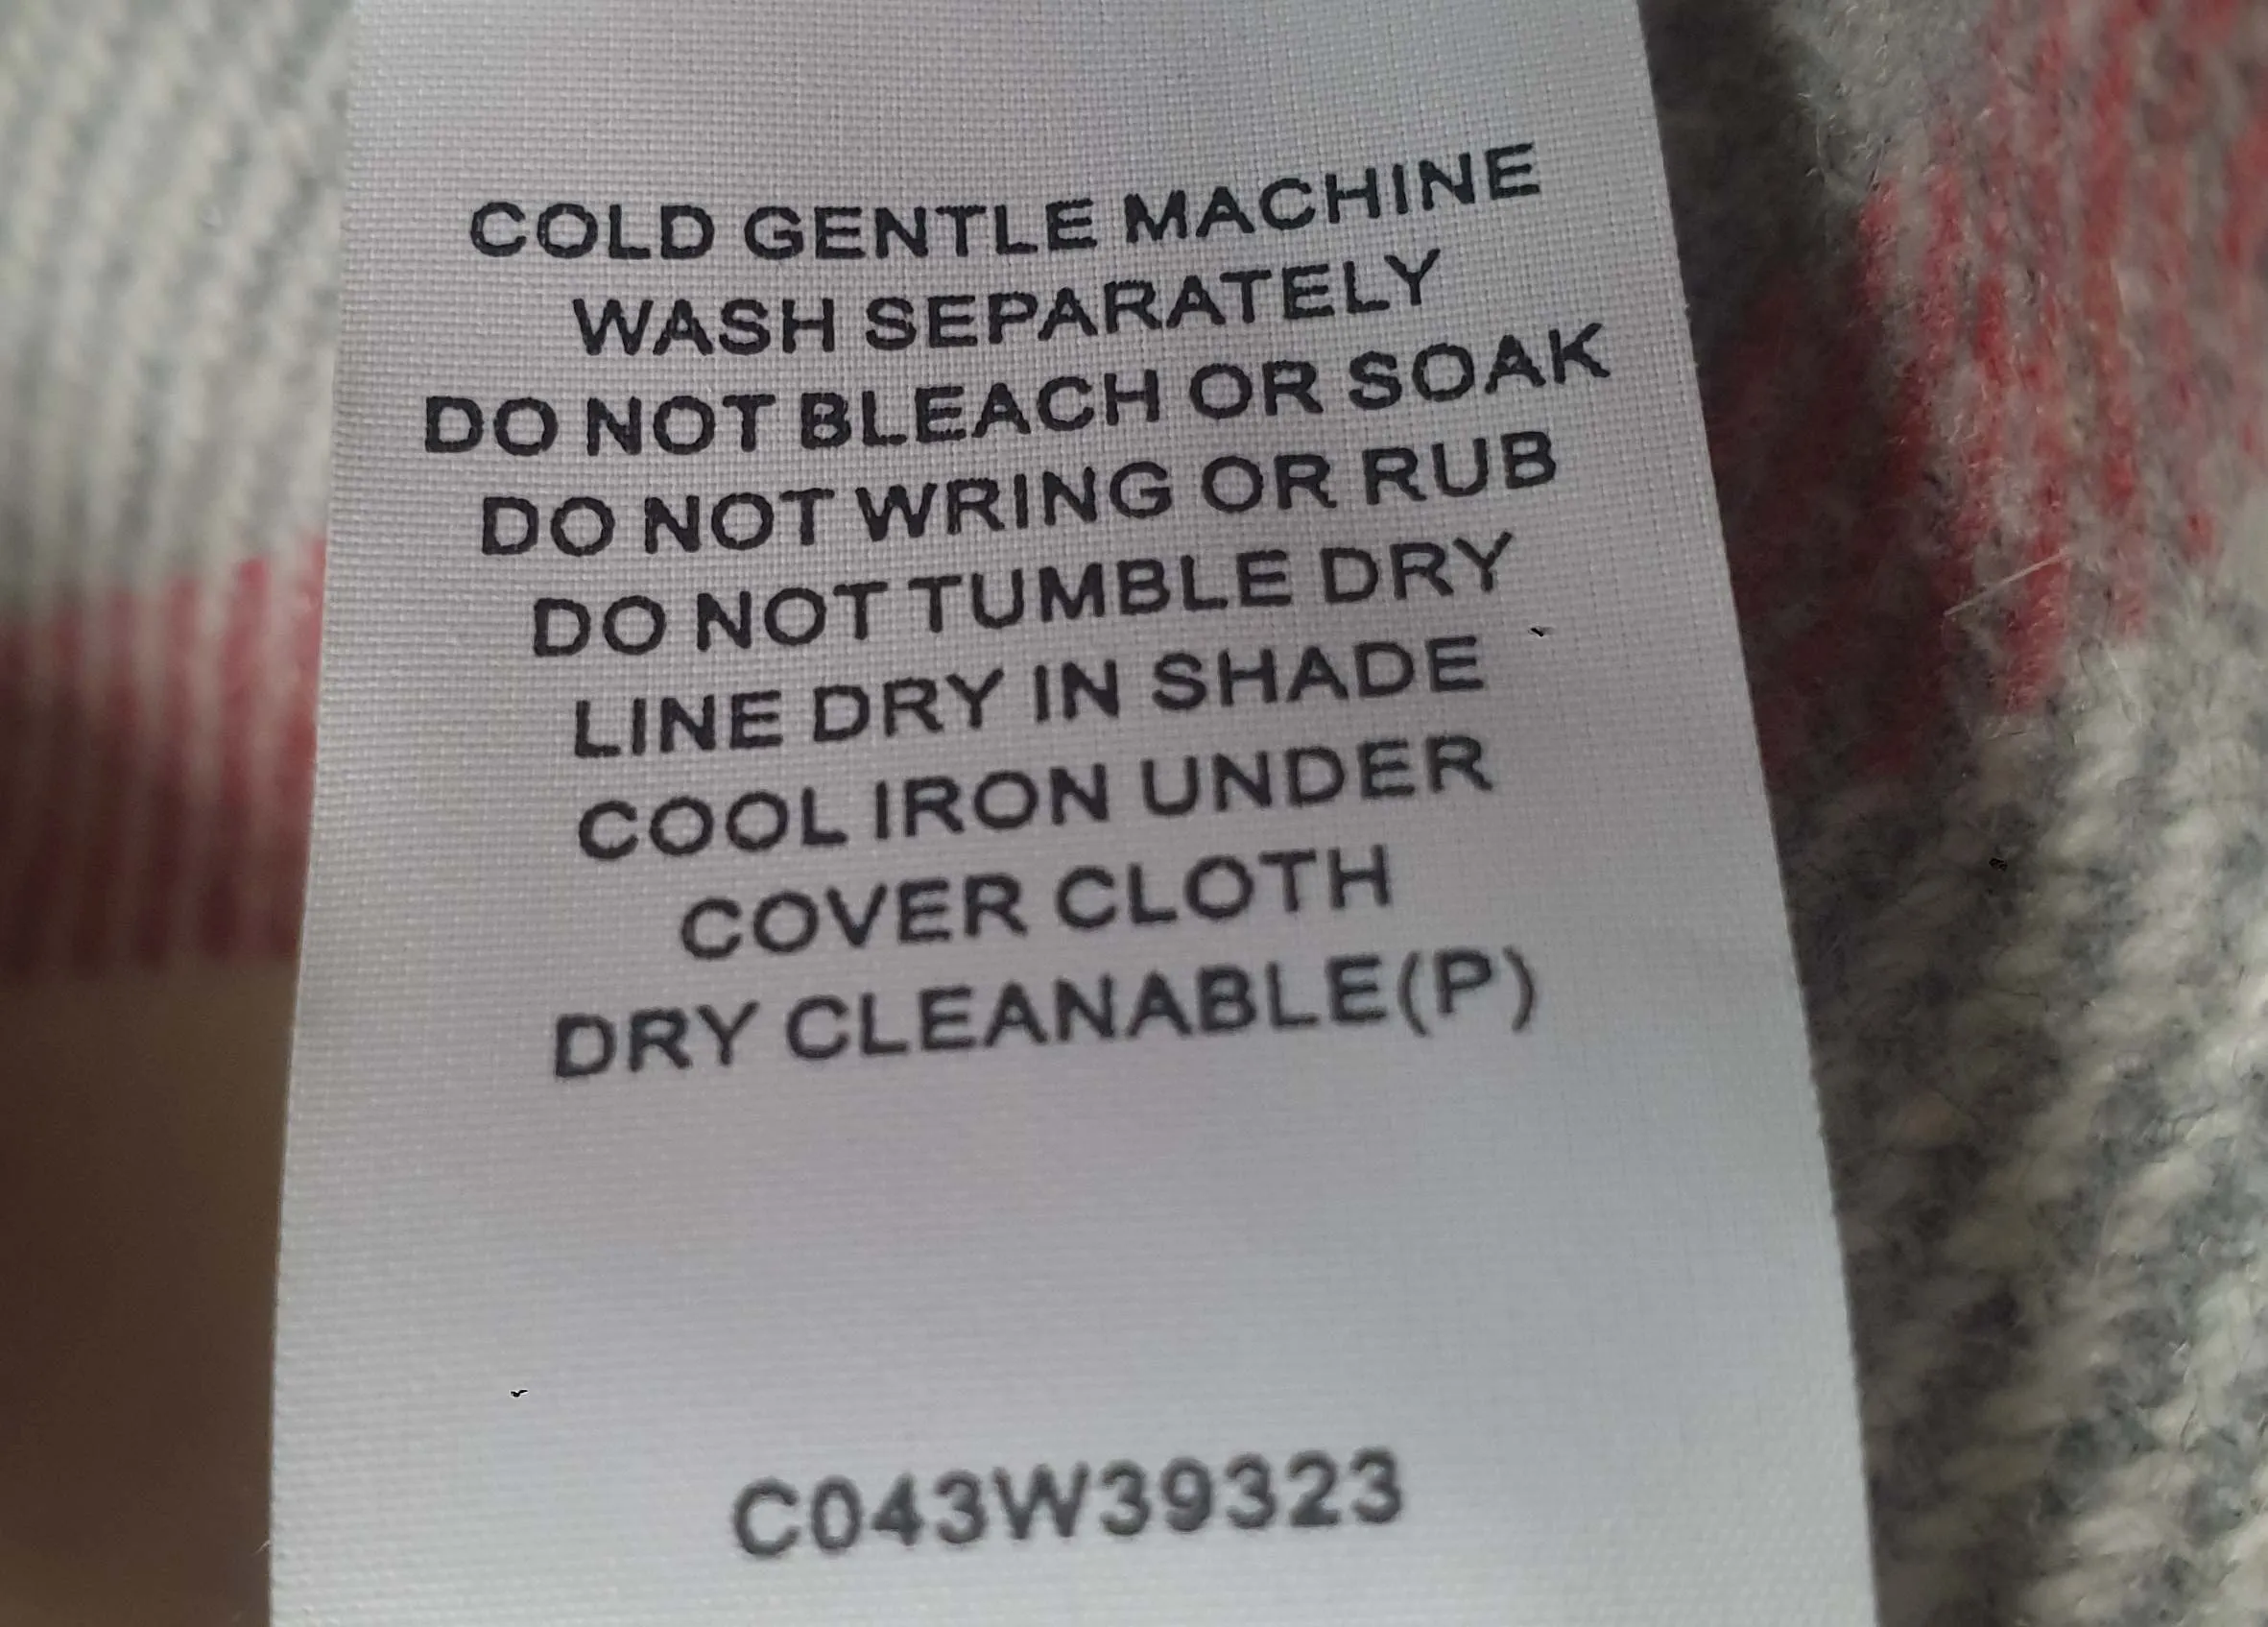 COLD GENTLE MACHINE
WASH SEPARATELY
DO NOT BLEACH OR SOAK
DO NOT WRING OR RUB
DO NOT TUMBLE DRY
LINE DRY IN SHADE
COOL IRON UNDER
COVER CLOTH
DRY CLEANABLE(P)
C043W39323